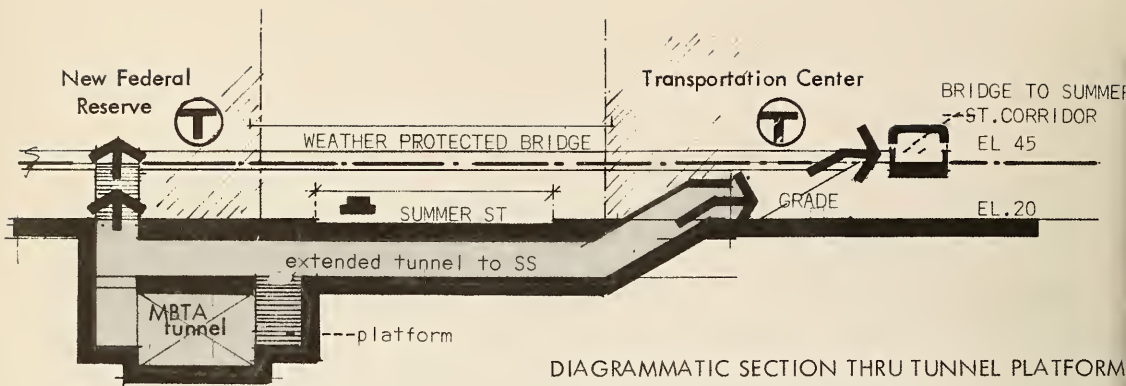 New Federal
Reserve
T
Transportation Center
T
BRIDGE TO SUMMER
ST. CORRIDOR
WEATHER PROTECTED BRIDGE
EL 45
SUMMER ST
GRADE
EL.20
extended tunnel to SS
MBTA
tunnel
platform
DIAGRAMMATIC SECTION THRU TUNNEL PLATFORM